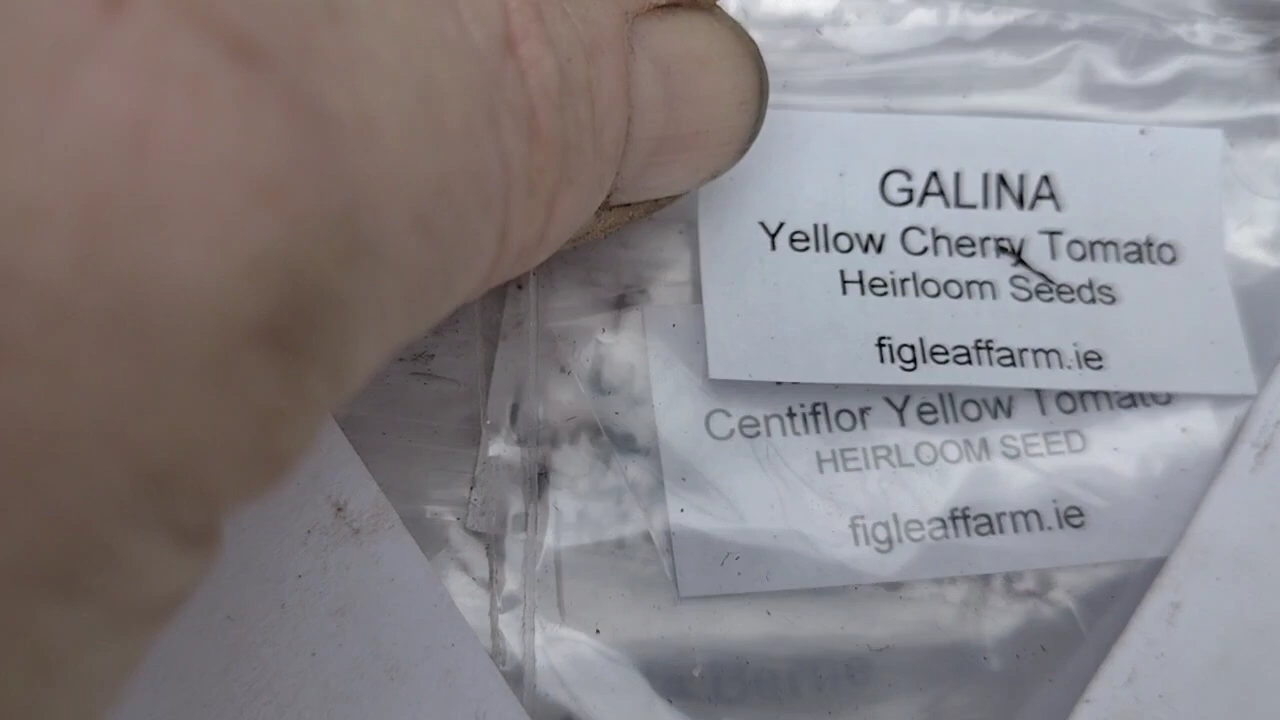 GALINA
Yellow Cherry Tomato
Heirloom Seeds
figleaffarm.ie
Centiflor Yellow Tomato
HEIRLOOM SEED
figleaffarm.ie